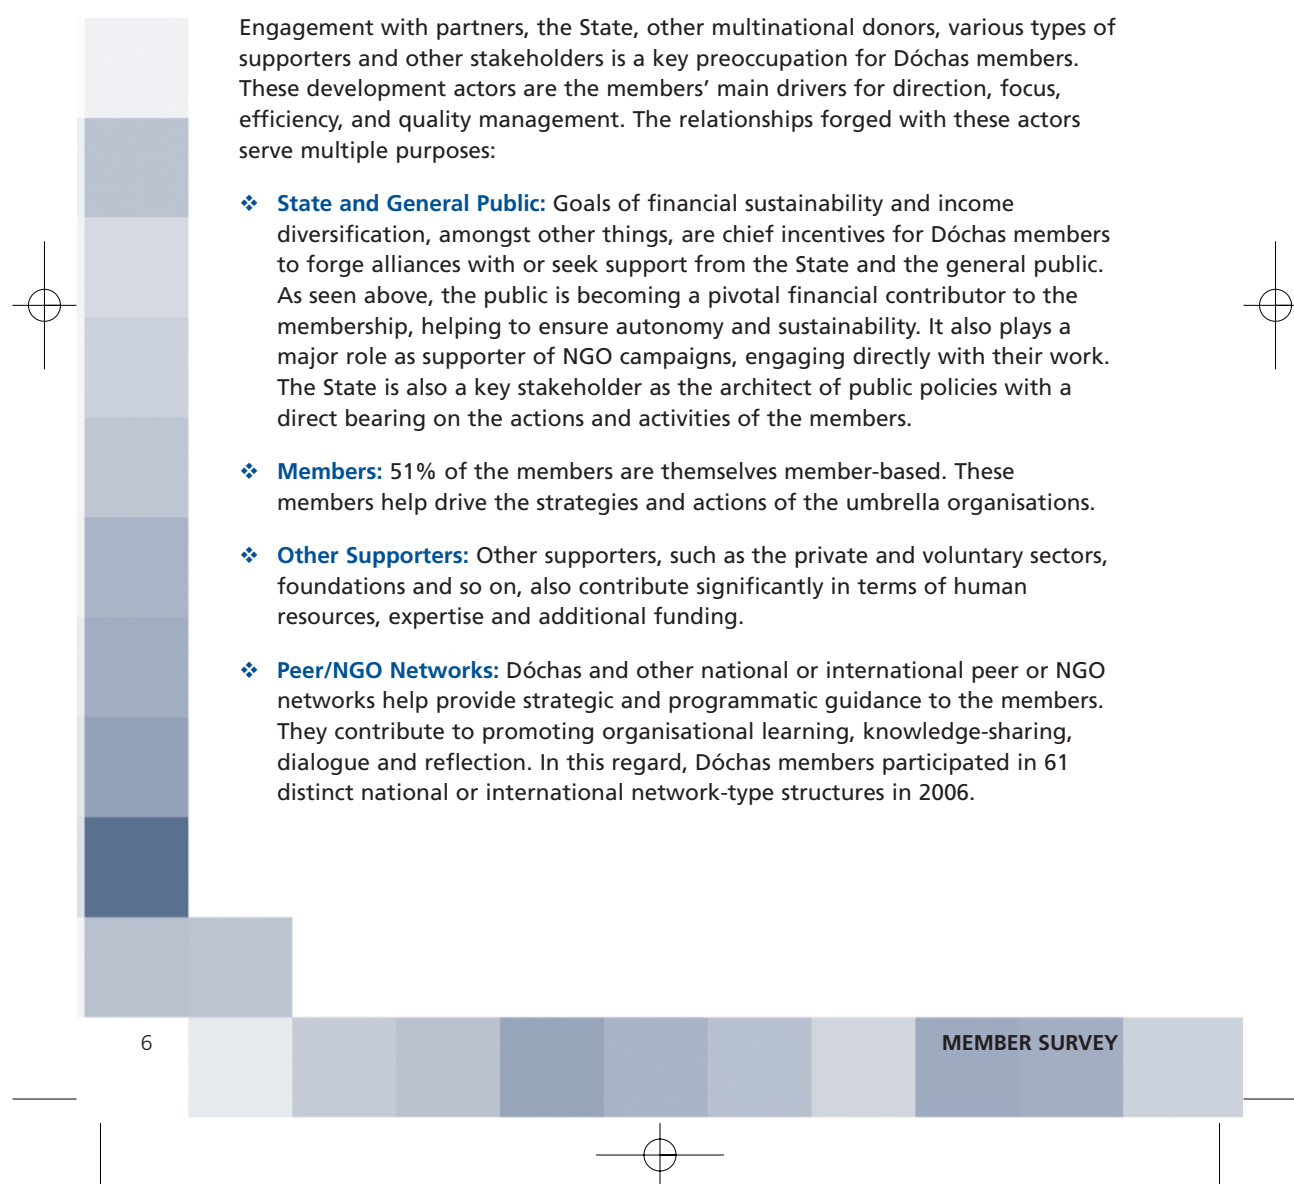 Engagement with partners, the State, other multinational donors, various types of
supporters and other stakeholders is a key preoccupation for Dóchas members.
These development actors are the members’ main drivers for direction, focus,
efficiency, and quality management. The relationships forged with these actors
serve multiple purposes:
❖ State and General Public: Goals of financial sustainability and income
diversification, amongst other things, are chief incentives for Dóchas members
to forge alliances with or seek support from the State and the general public.
As seen above, the public is becoming a pivotal financial contributor to the
membership, helping to ensure autonomy and sustainability. It also plays a
major role as supporter of NGO campaigns, engaging directly with their work.
The State is also a key stakeholder as the architect of public policies with a
direct bearing on the actions and activities of the members.
❖ Members: 51% of the members are themselves member-based. These
members help drive the strategies and actions of the umbrella organisations.
❖ Other Supporters: Other supporters, such as the private and voluntary sectors,
foundations and so on, also contribute significantly in terms of human
resources, expertise and additional funding.
❖ Peer/NGO Networks: Dóchas and other national or international peer or NGO
networks help provide strategic and programmatic guidance to the members.
They contribute to promoting organisational learning, knowledge-sharing,
dialogue and reflection. In this regard, Dóchas members participated in 61
distinct national or international network-type structures in 2006.
6
MEMBER SURVEY